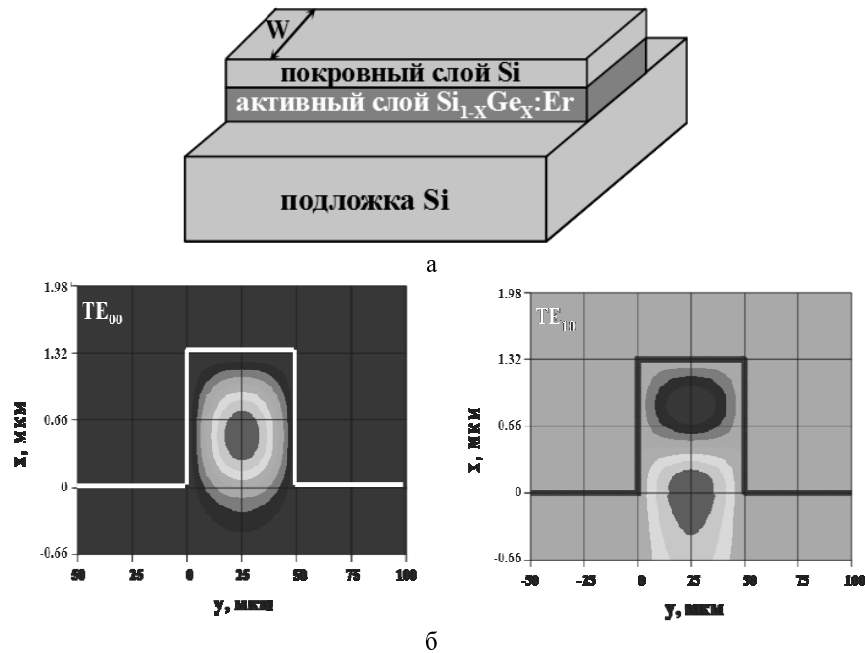 W
покровный слой Si
активный слой Si1-XGeX:Er
подложка Si
а
1.98
1.32
0.66
0
-0.66
x, мкм
TE00
50
25
0
25
50
75
100
y, мкм
1.98
1.32
0.66
0
-0.66
x, мкм
TE10
-50
-25
0
25
50
75
100
y, мкм
б